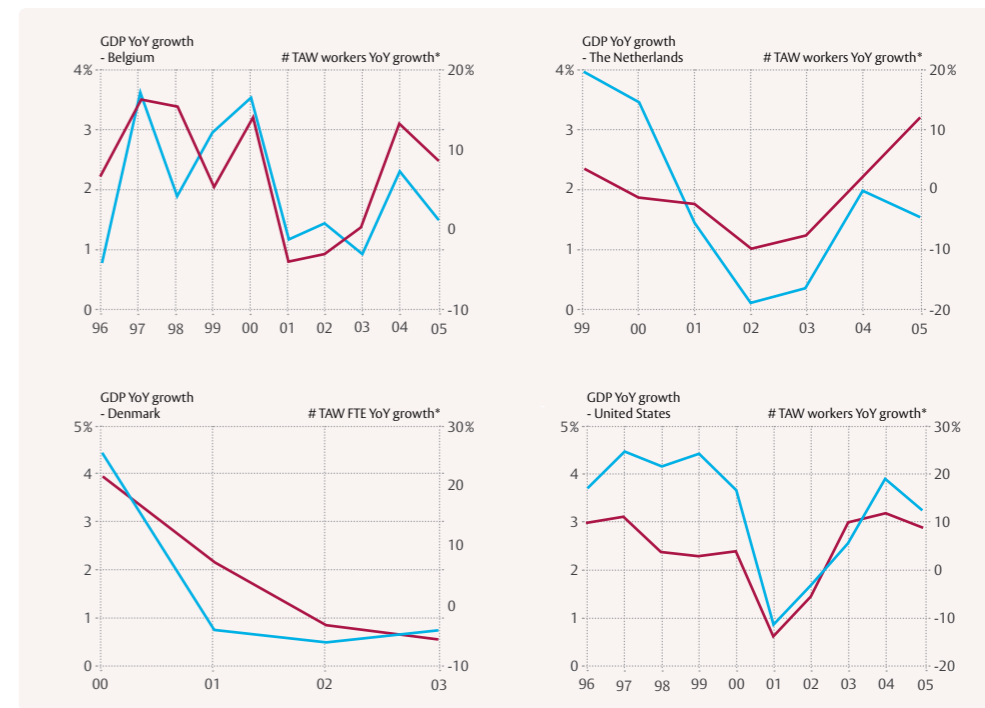 GDP YoY growth
- Belgium # TAW workers YoY growth*
4% 20%
3
10
2
0
1
0 -10
96 97 98 99 00 01 02 03 04 05
GDP YoY growth
- The Netherlands # TAW workers YoY growth*
4% 20%
3 10
2 0
1 -10
0 -20
99 00 01 02 03 04 05
GDP YoY growth
- Denmark # TAW FTE YoY growth*
5% 30%
4
20
3
10
2
0
1
0 -10
00 01 02 03
GDP YoY growth
- United States # TAW workers YoY growth*
5% 30%
4 20
3 10
2 0
1 -10
0 -20
96 97 98 99 00 01 02 03 04 05